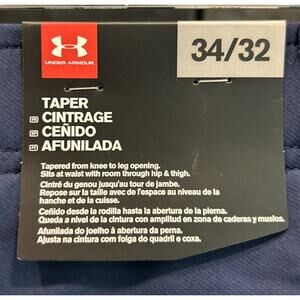 UNDER ARMOUR
34/32
TAPER
FR CINTRAGE
SP CEÑIDO
PT AFUNILADA
Tapered from knee to leg opening.
Sits at waist with room through hip & thigh.
Cintré du genou jusqu'au tour de jambe.
Repose sur la taille avec de l'espace au niveau de la
hanche et de la cuisse.
Ceñido desde la rodilla hasta la abertura de la pierna.
Queda a nivel de la cintura con amplitud en zona de caderas y muslos.
Afunilada do joelho à abertura da perna.
Ajusta na cintura com folga do quadril e coxa.